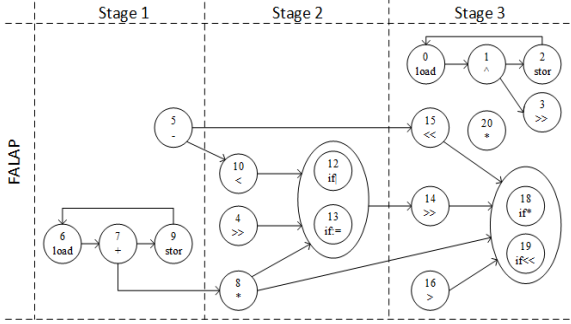 Stage 1
Stage 2
Stage 3
FALAP
0
load
1
^
2
stor
3
>>
5
-
15
<<
20
*
10
<
12
if|
4
>>
13
if:=
14
>>
18
if*
19
if<<
6
load
7
+
9
stor
8
*
16
>